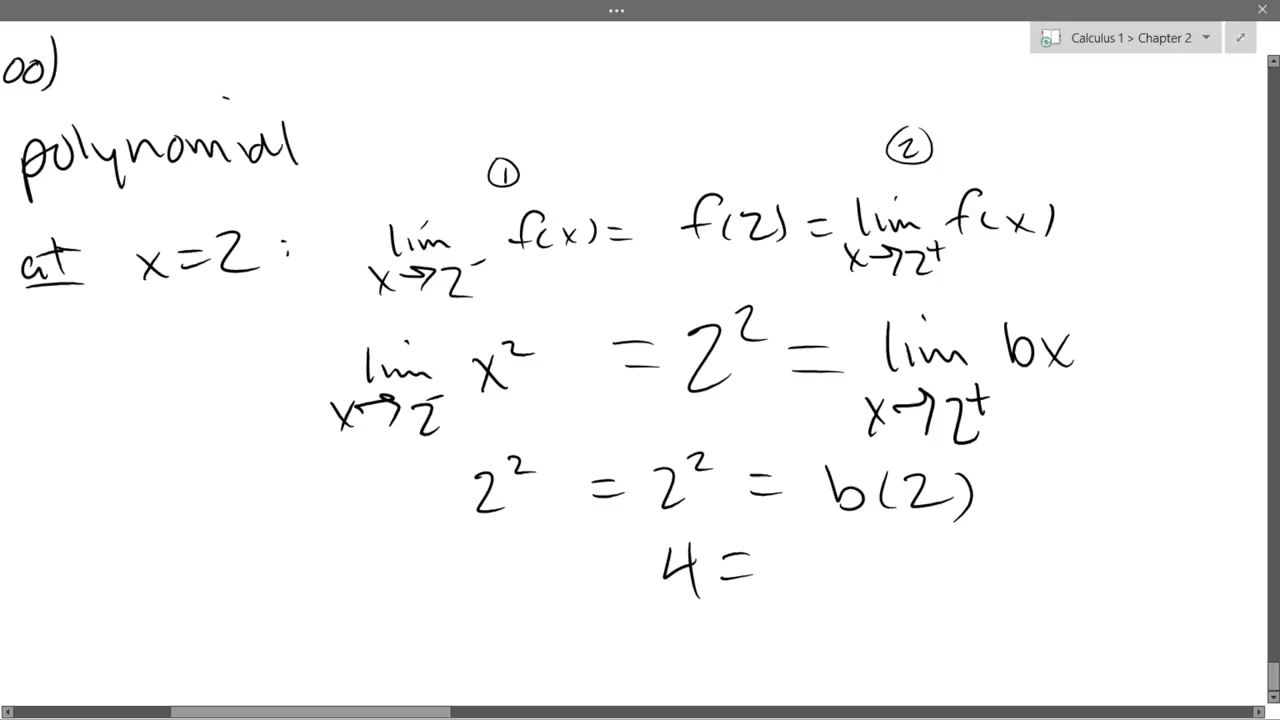 Calculus 1 > Chapter 2
00)
polynomial
① ②
at x=2: lim x→2⁻ f(x) = f(2) = lim x→2⁺ f(x)
lim x→2⁻ x² = 2² = lim x→2⁺ bx
2² = 2² = b(2)
4 =